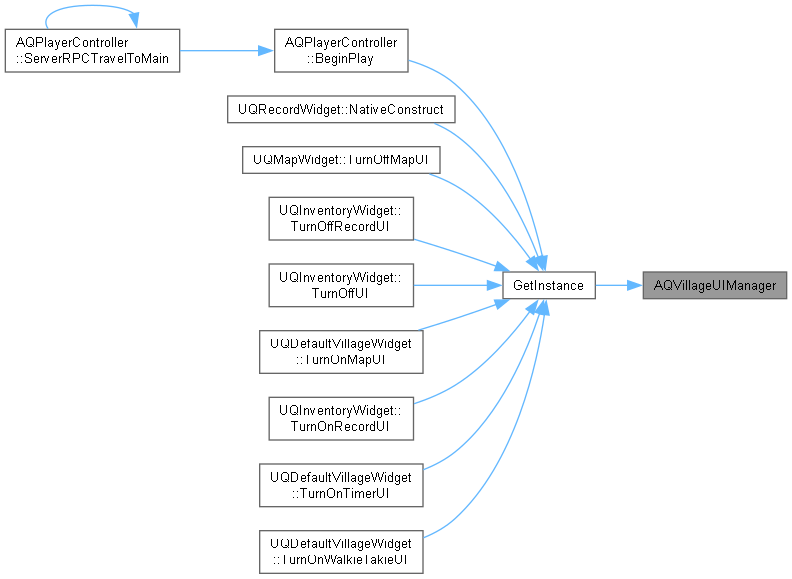 AQPlayerController
::ServerRPCTravelToMain
AQPlayerController
::BeginPlay
UQRecordWidget::NativeConstruct
UQMapWidget::TurnOffMapUI
UQInventoryWidget::
TurnOffRecordUI
UQInventoryWidget::
TurnOffUI
GetInstance
AQVillageUIManager
UQDefaultVillageWidget
::TurnOnMapUI
UQInventoryWidget::
TurnOnRecordUI
UQDefaultVillageWidget
::TurnOnTimerUI
UQDefaultVillageWidget
::TurnOnWalkieTalkieUI